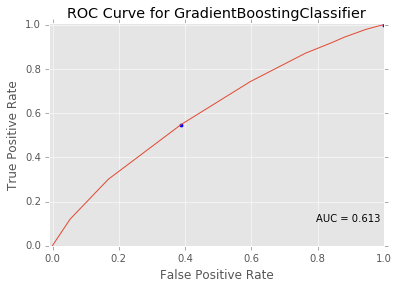 ROC Curve for GradientBoostingClassifier
1.0
0.8
0.6
0.4
0.2
0.0
True Positive Rate
AUC = 0.613
0.0 0.2 0.4 0.6 0.8 1.0
False Positive Rate